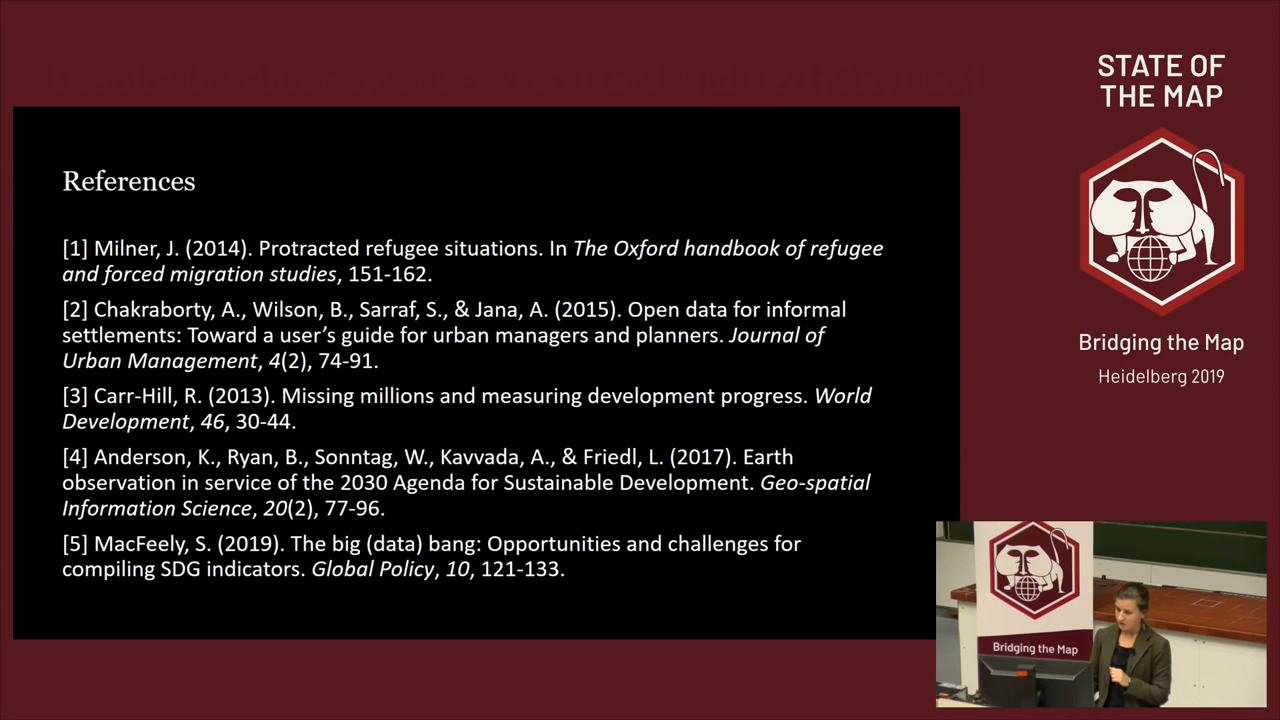 STATE OF
THE MAP
References
[1] Milner, J. (2014). Protracted refugee situations. In The Oxford handbook of refugee
and forced migration studies, 151-162.
[2] Chakraborty, A., Wilson, B., Sarraf, S., & Jana, A. (2015). Open data for informal
settlements: Toward a user’s guide for urban managers and planners. Journal of
Urban Management, 4(2), 74-91.
[3] Carr-Hill, R. (2013). Missing millions and measuring development progress. World
Development, 46, 30-44.
[4] Anderson, K., Ryan, B., Sonntag, W., Kavvada, A., & Friedl, L. (2017). Earth
observation in service of the 2030 Agenda for Sustainable Development. Geo-spatial
Information Science, 20(2), 77-96.
[5] MacFeely, S. (2019). The big (data) bang: Opportunities and challenges for
compiling SDG indicators. Global Policy, 10, 121-133.
Bridging the Map
Heidelberg 2019
Bridging the Map